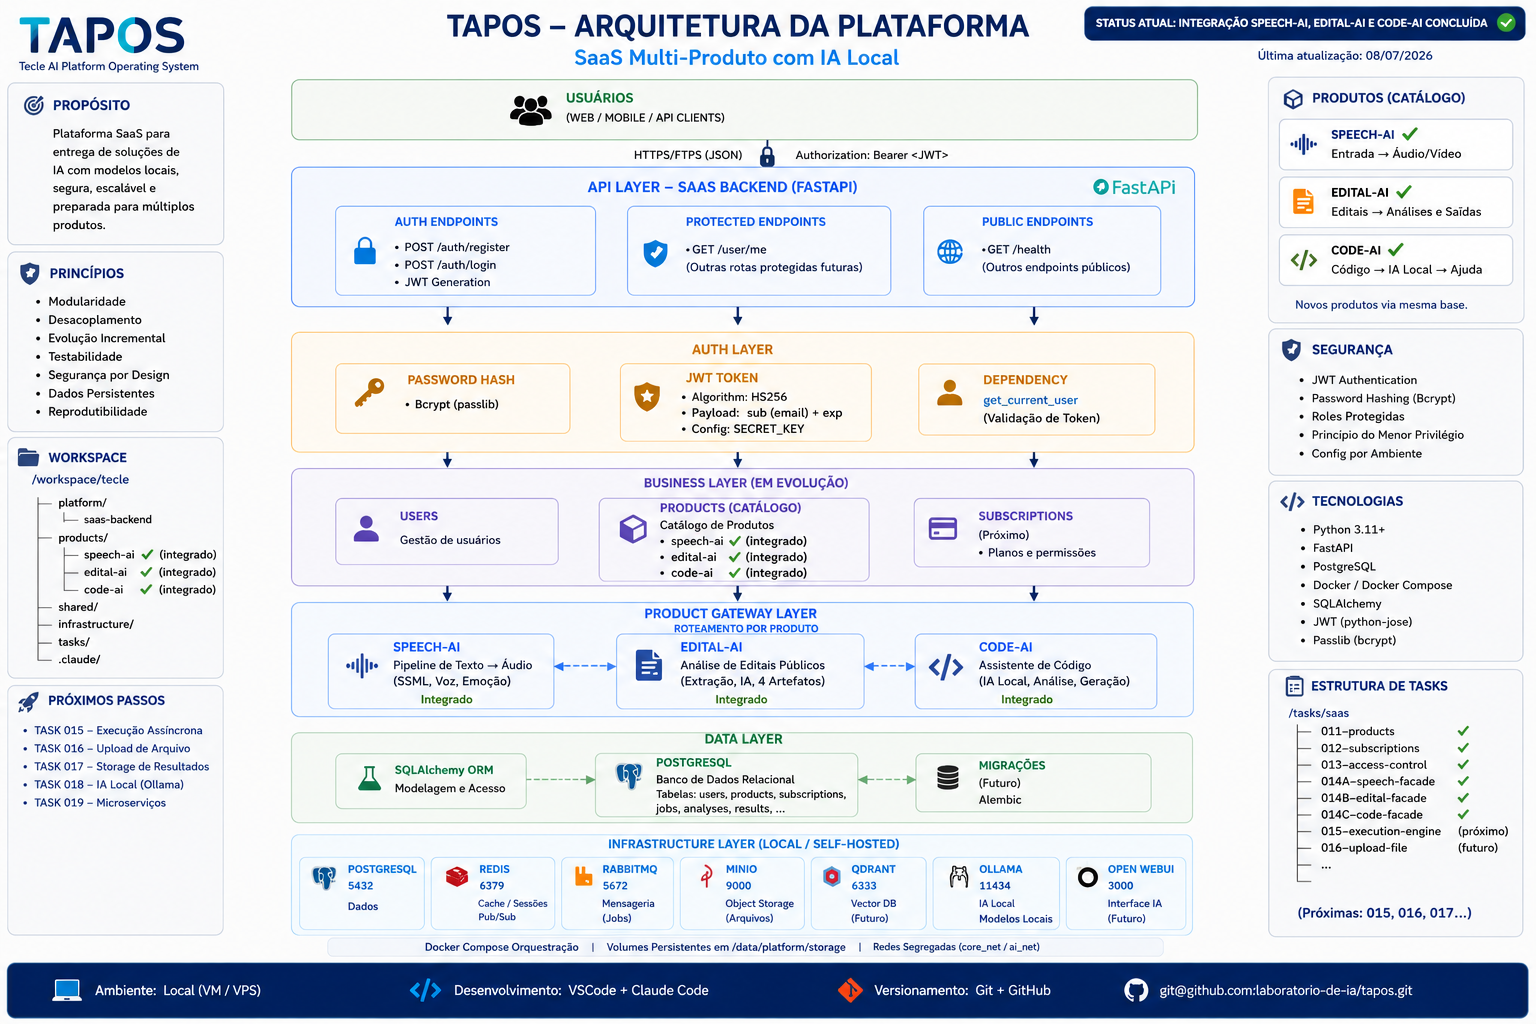 TAPOS
Tecle AI Platform Operating System
TAPOS – ARQUITETURA DA PLATAFORMA
SaaS Multi-Produto com IA Local
STATUS ATUAL: INTEGRAÇÃO SPEECH-AI, EDITAL-AI E CODE-AI CONCLUÍDA
Última atualização: 08/07/2026
PROPÓSITO
Plataforma SaaS para
entrega de soluções de
IA com modelos locais,
segura, escalável e
preparada para múltiplos
produtos.
PRINCÍPIOS
• Modularidade
• Desacoplamento
• Evolução Incremental
• Testabilidade
• Segurança por Design
• Dados Persistentes
• Reprodutibilidade
WORKSPACE
/workspace/tecle
platform/
saas-backend
products/
speech-ai ✓ (integrado)
edital-ai ✓ (integrado)
code-ai ✓ (integrado)
shared/
infrastructure/
tasks/
.claude/
PRÓXIMOS PASSOS
• TASK 015 – Execução Assíncrona
• TASK 016 – Upload de Arquivo
• TASK 017 – Storage de Resultados
• TASK 018 – IA Local (Ollama)
• TASK 019 – Microserviços
USUÁRIOS
(WEB / MOBILE / API CLIENTS)
HTTPS/FTPS (JSON)
Authorization: Bearer <JWT>
API LAYER – SAAS BACKEND (FASTAPI)
FastAPi
AUTH ENDPOINTS
• POST /auth/register
• POST /auth/login
• JWT Generation
PROTECTED ENDPOINTS
• GET /user/me
(Outras rotas protegidas futuras)
PUBLIC ENDPOINTS
• GET /health
(Outros endpoints públicos)
AUTH LAYER
PASSWORD HASH
• Bcrypt (passlib)
JWT TOKEN
• Algorithm: HS256
• Payload: sub (email) + exp
• Config: SECRET_KEY
DEPENDENCY
get_current_user
(Validação de Token)
BUSINESS LAYER (EM EVOLUÇÃO)
USERS
Gestão de usuários
PRODUCTS (CATÁLOGO)
Catálogo de Produtos
• speech-ai ✓ (integrado)
• edital-ai ✓ (integrado)
• code-ai ✓ (integrado)
SUBSCRIPTIONS
(Próximo)
• Planos e permissões
PRODUCT GATEWAY LAYER
ROTEAMENTO POR PRODUTO
SPEECH-AI
Pipeline de Texto → Áudio
(SSML, Voz, Emoção)
Integrado
EDITAL-AI
Análise de Editais Públicos
(Extração, IA, 4 Artefatos)
Integrado
CODE-AI
Assistente de Código
(IA Local, Análise, Geração)
Integrado
DATA LAYER
SQLAlchemy ORM
Modelagem e Acesso
POSTGRESQL
Banco de Dados Relacional
Tabelas: users, products, subscriptions,
jobs, analyses, results, ...
MIGRAÇÕES
(Futuro)
Alembic
INFRASTRUCTURE LAYER (LOCAL / SELF-HOSTED)
POSTGRESQL
5432
Dados
REDIS
6379
Cache / Sessões
Pub/Sub
RABBITMQ
5672
Mensageria
(Jobs)
MINIO
9000
Object Storage
(Arquivos)
QDRANT
6333
Vector DB
(Futuro)
OLLAMA
11434
IA Local
Modelos Locais
OPEN WEBUI
3000
Interface IA
(Futuro)
Docker Compose Orquestração | Volumes Persistentes em /data/platform/storage | Redes Segregadas (core_net / ai_net)
PRODUTOS (CATÁLOGO)
SPEECH-AI ✓
Entrada → Áudio/Vídeo
EDITAL-AI ✓
Editais → Análises e Saídas
CODE-AI ✓
Código → IA Local → Ajuda
Novos produtos via mesma base.
SEGURANÇA
• JWT Authentication
• Password Hashing (Bcrypt)
• Roles Protegidas
• Princípio do Menor Privilégio
• Config por Ambiente
TECNOLOGIAS
• Python 3.11+
• FastAPI
• PostgreSQL
• Docker / Docker Compose
• SQLAlchemy
• JWT (python-jose)
• Passlib (bcrypt)
ESTRUTURA DE TASKS
/tasks/saas
011–products ✓
012–subscriptions ✓
013–access-control ✓
014A–speech-facade ✓
014B–edital-facade ✓
014C–code-facade ✓
015–execution-engine (próximo)
016–upload-file (futuro)
...
(Próximas: 015, 016, 017...)
Ambiente: Local (VM / VPS)
Desenvolvimento: VSCode + Claude Code
Versionamento: Git + GitHub
git@github.com:laboratorio-de-ia/tapos.git